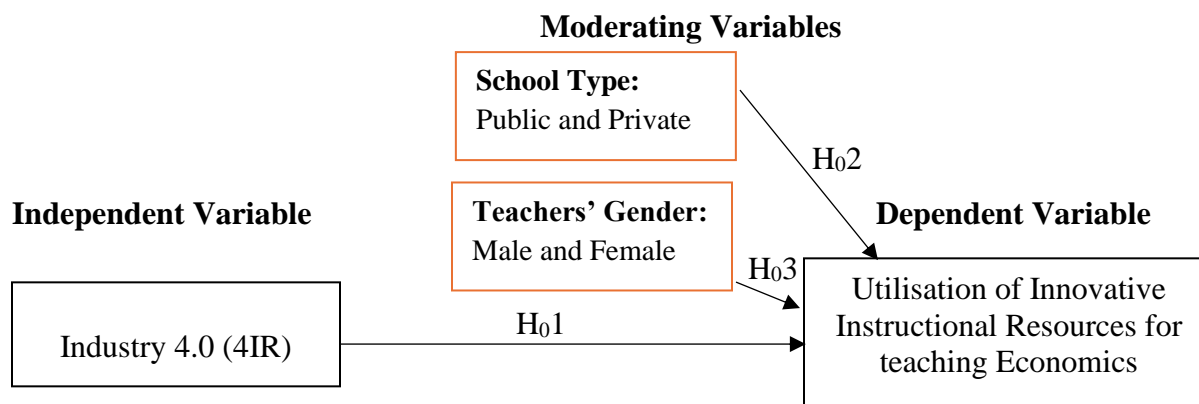 Moderating Variables
School Type:
Public and Private
H₀2
Independent Variable
Teachers’ Gender:
Male and Female
Dependent Variable
H₀3
Industry 4.0 (4IR)
H₀1
Utilisation of Innovative
Instructional Resources for
teaching Economics